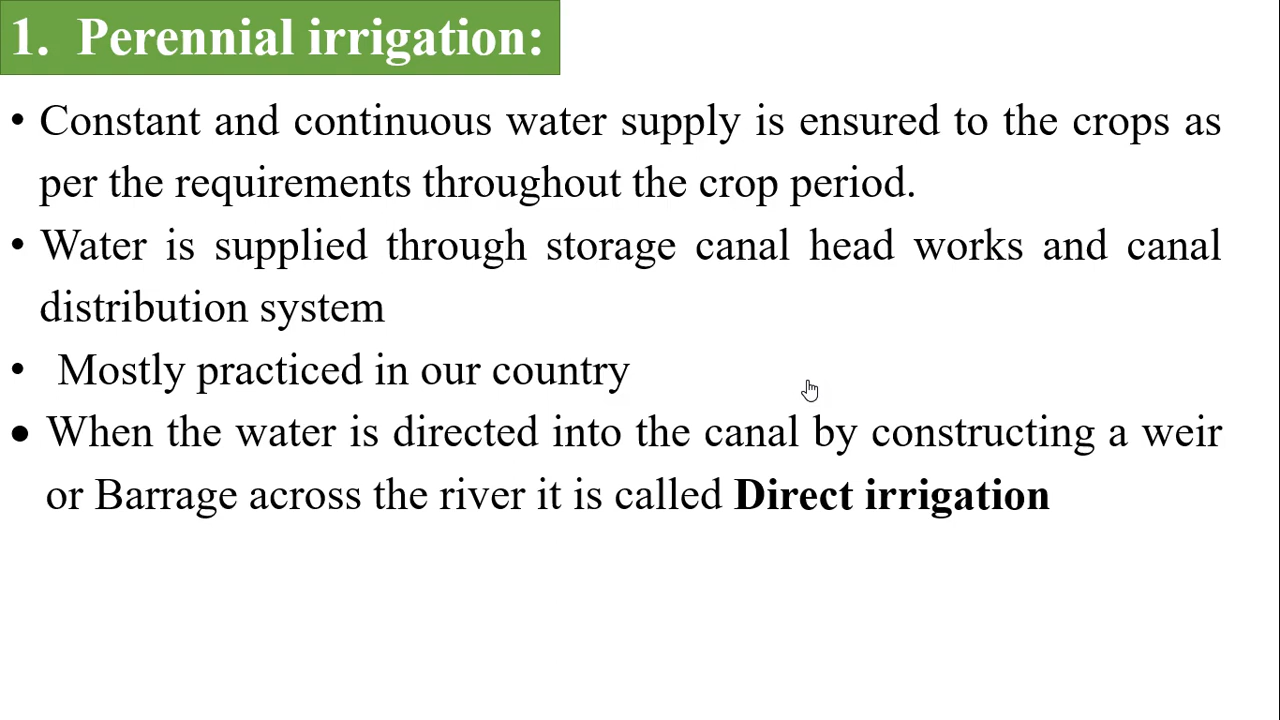 1. Perennial irrigation:
• Constant and continuous water supply is ensured to the crops as
per the requirements throughout the crop period.
• Water is supplied through storage canal head works and canal
distribution system
• Mostly practiced in our country
• When the water is directed into the canal by constructing a weir
or Barrage across the river it is called Direct irrigation